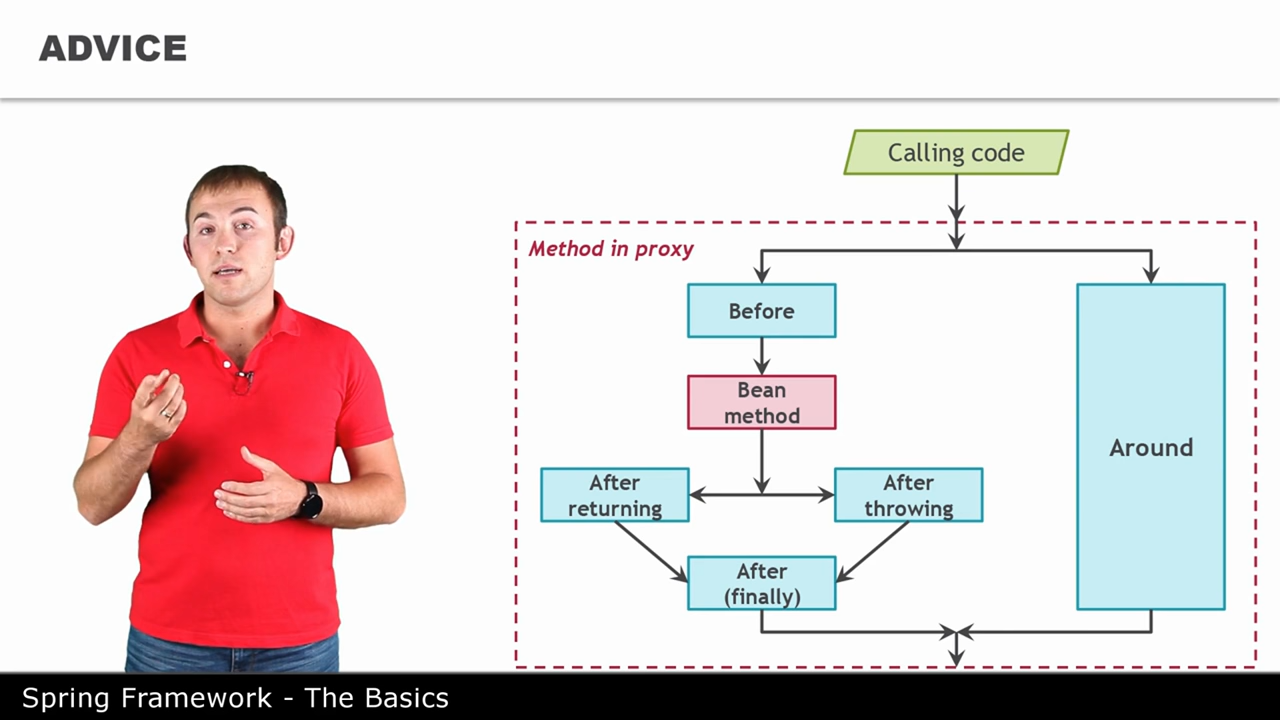 ADVICE
Calling code
Method in proxy
Before
Bean
method
After
returning
After
throwing
After
(finally)
Around
Spring Framework - The Basics